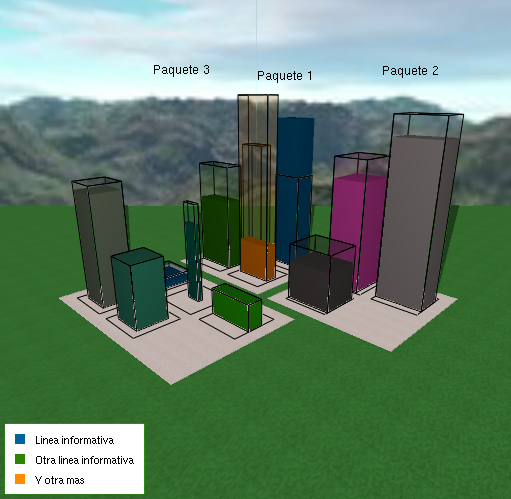 Paquete 3
Paquete 1
Paquete 2
Linea informativa
Otra linea informativa
Y otra mas